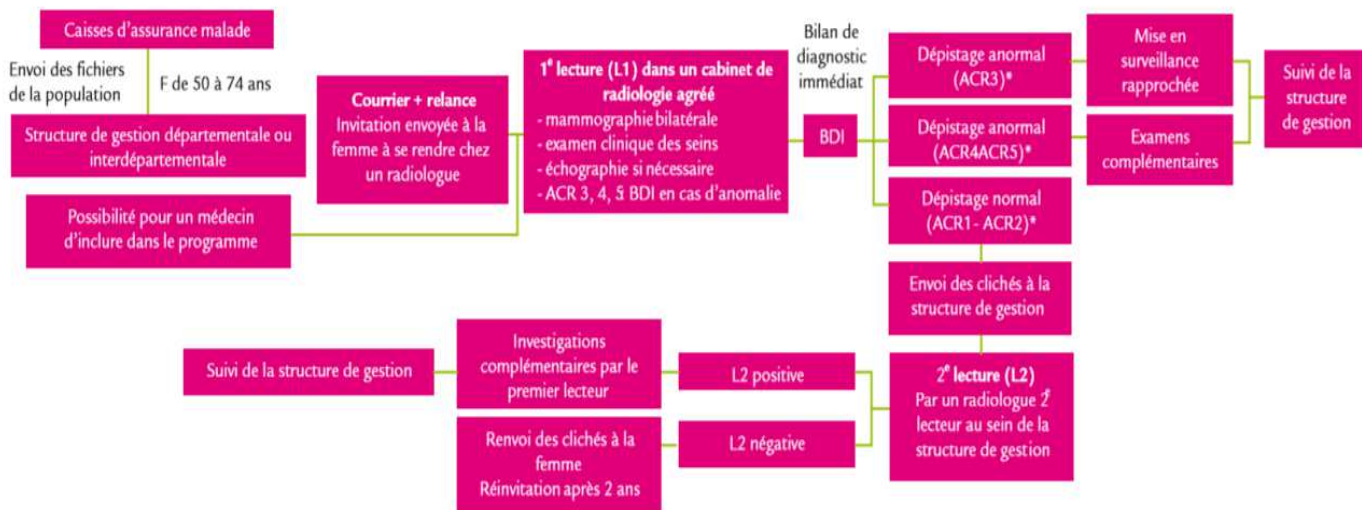 Caisses d'assurance malade
Envoi des fichiers
de la population
F de 50 à 74 ans
Structure de gestion départementale ou
interdépartementale
Possibilité pour un médecin
d'inclure dans le programme
Courrier + relance
Invitation envoyée à la
femme à se rendre chez
un radiologue
1e lecture (L1) dans un cabinet de
radiologie agréé
- mammographie bilatérale
- examen clinique des seins
- échographie si nécessaire
- ACR 3, 4, 5: BDI en cas d'anomalie
Bilan de
diagnostic
immédiat
BDI
Dépistage anormal
(ACR3)*
Dépistage anormal
(ACR4ACR5)*
Dépistage normal
(ACR1- ACR2)*
Mise en
surveillance
rapprochée
Examens
complémentaires
Suivi de la
structure
de gestion
Envoi des clichés à la
structure de gestion
2e lecture (L2)
Par un radiologue 2e
lecteur au sein de la
structure de gestion
L2 positive
L2 négative
Investigations
complémentaires par le
premier lecteur
Renvoi des clichés à la
femme
Réinvitation après 2 ans
Suivi de la structure de gestion